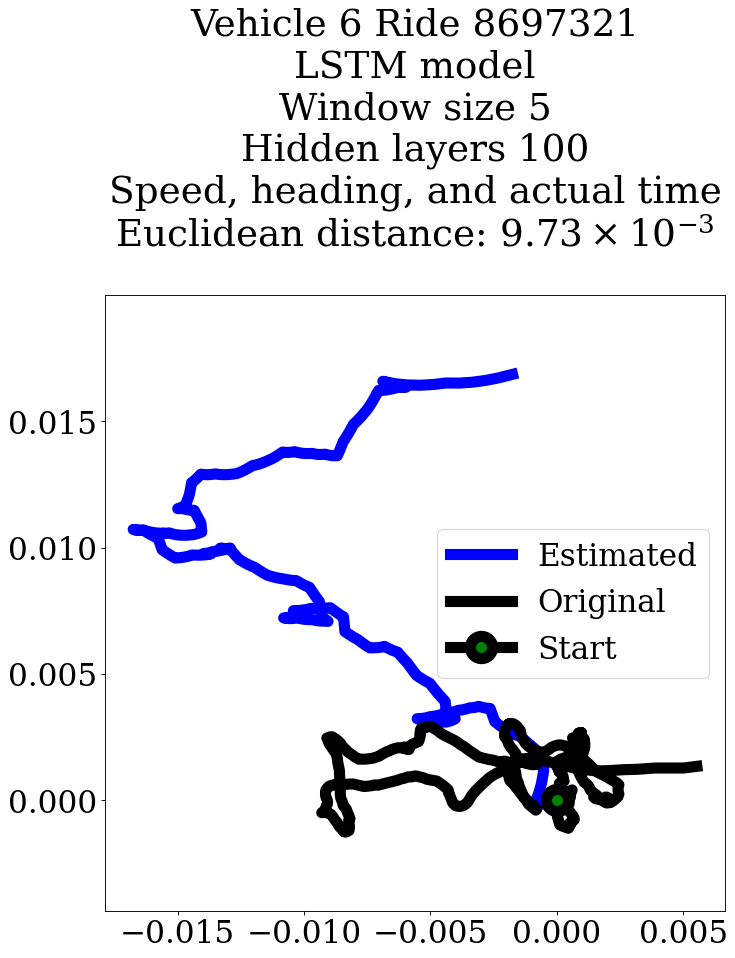 Vehicle 6 Ride 8697321
LSTM model
Window size 5
Hidden layers 100
Speed, heading, and actual time
Euclidean distance: 9.73 × 10⁻³
0.015
0.010
0.005
0.000
Estimated
Original
Start
−0.015 −0.010 −0.005 0.000 0.005